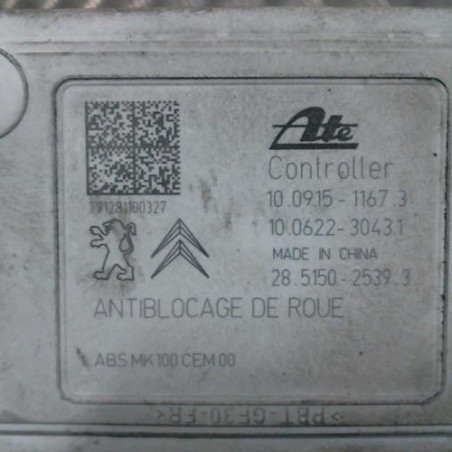 Ate
Controller
10.0915-1167.3
10.0622-3043.1
MADE IN CHINA
28.5150-2539.3
791281100327
ANTIBLOCAGE DE ROUE
ABS MK100 CEM 00
>PBT-GF30-FR<